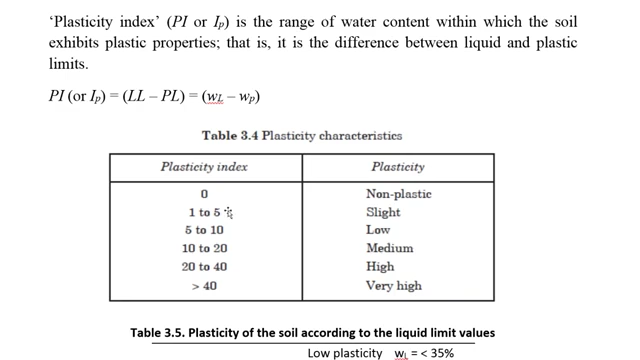 ‘Plasticity index’ (PI or Ip) is the range of water content within which the soil
exhibits plastic properties; that is, it is the difference between liquid and plastic
limits.
PI (or Ip) = (LL – PL) = (wL – wp)
Table 3.4 Plasticity characteristics
Plasticity index Plasticity
0 Non-plastic
1 to 5 Slight
5 to 10 Low
10 to 20 Medium
20 to 40 High
> 40 Very high
Table 3.5. Plasticity of the soil according to the liquid limit values
Low plasticity wL = < 35%